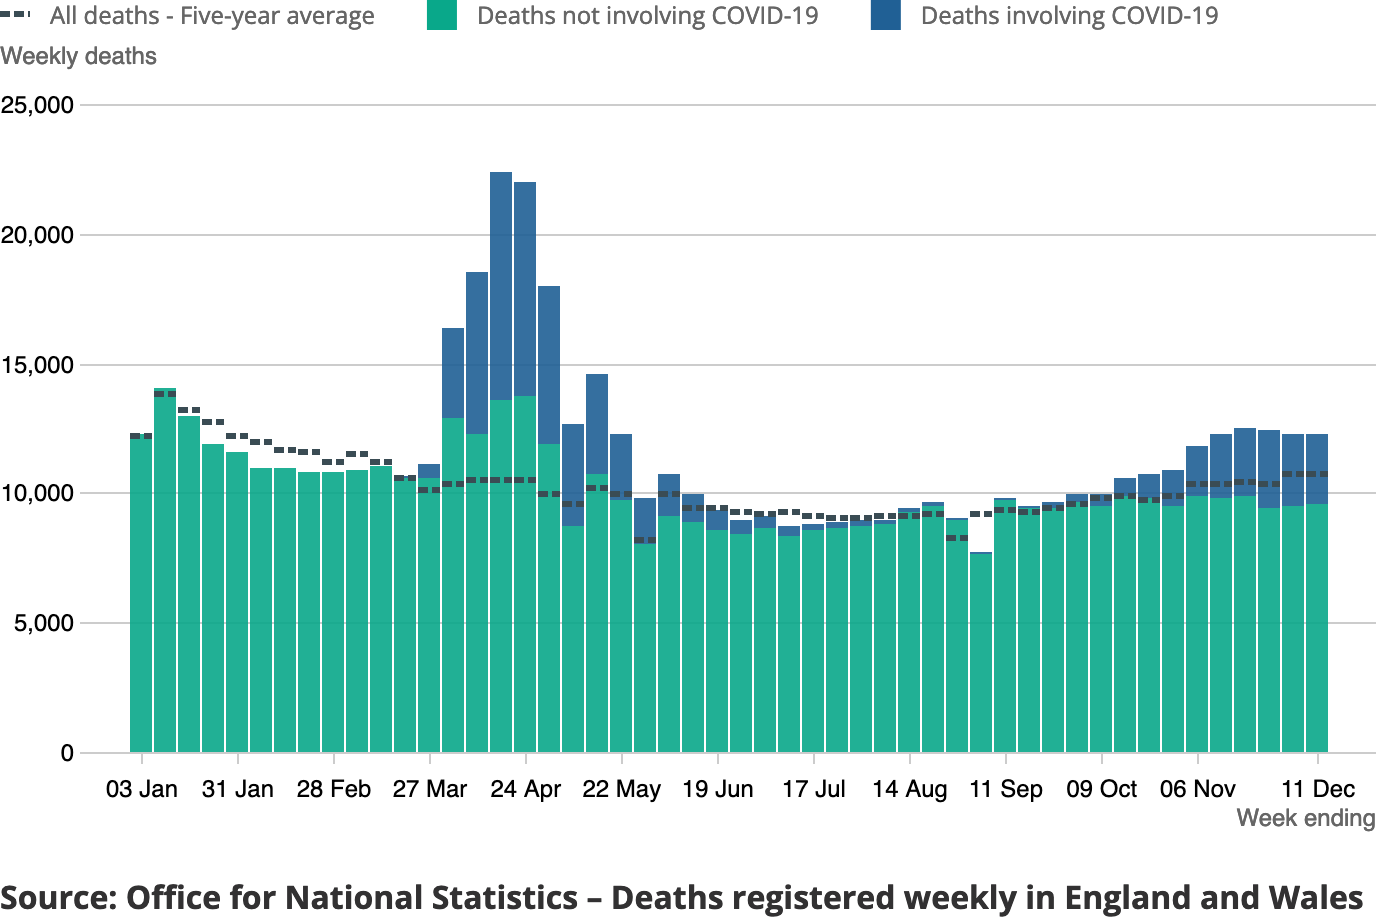 All deaths - Five-year average Deaths not involving COVID-19 Deaths involving COVID-19
Weekly deaths
25,000
20,000
15,000
10,000
5,000
0
03 Jan 31 Jan 28 Feb 27 Mar 24 Apr 22 May 19 Jun 17 Jul 14 Aug 11 Sep 09 Oct 06 Nov 11 Dec
Week ending
Source: Office for National Statistics – Deaths registered weekly in England and Wales